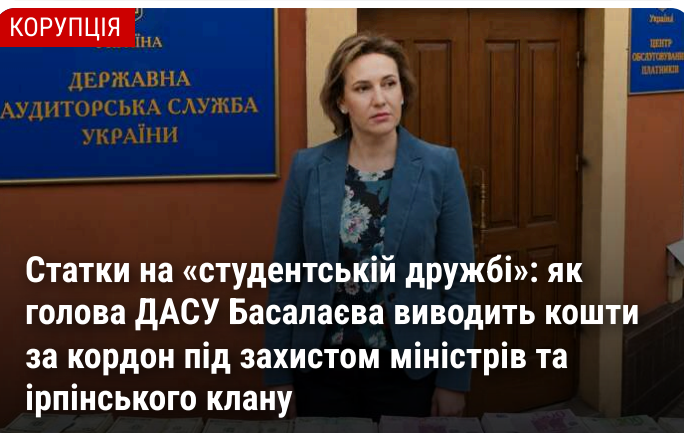 КОРУПЦІЯ
УКРАЇНА
ДЕРЖАВНА
АУДИТОРСЬКА СЛУЖБА
УКРАЇНИ
Україні
ЦЕНТР
ОБСЛУГОВУВАННЯ
ПЛАТНИКІВ
Статки на «студентській дружбі»: як
голова ДАСУ Басалаєва виводить кошти
за кордон під захистом міністрів та
ірпінського клану